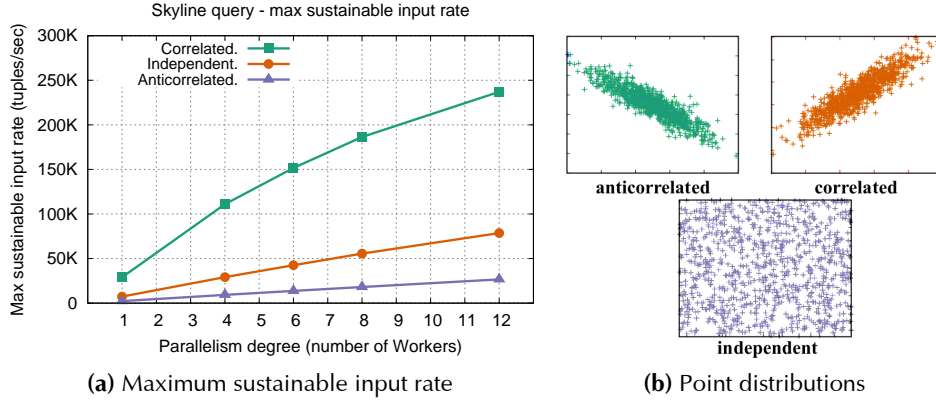 Skyline query - max sustainable input rate
Max sustainable input rate (tuples/sec)
300K
250K
200K
150K
100K
50K
0
Correlated.
Independent.
Anticorrelated.
1 2 3 4 5 6 7 8 9 10 11 12
Parallelism degree (number of Workers)
(a) Maximum sustainable input rate
anticorrelated
correlated
independent
(b) Point distributions